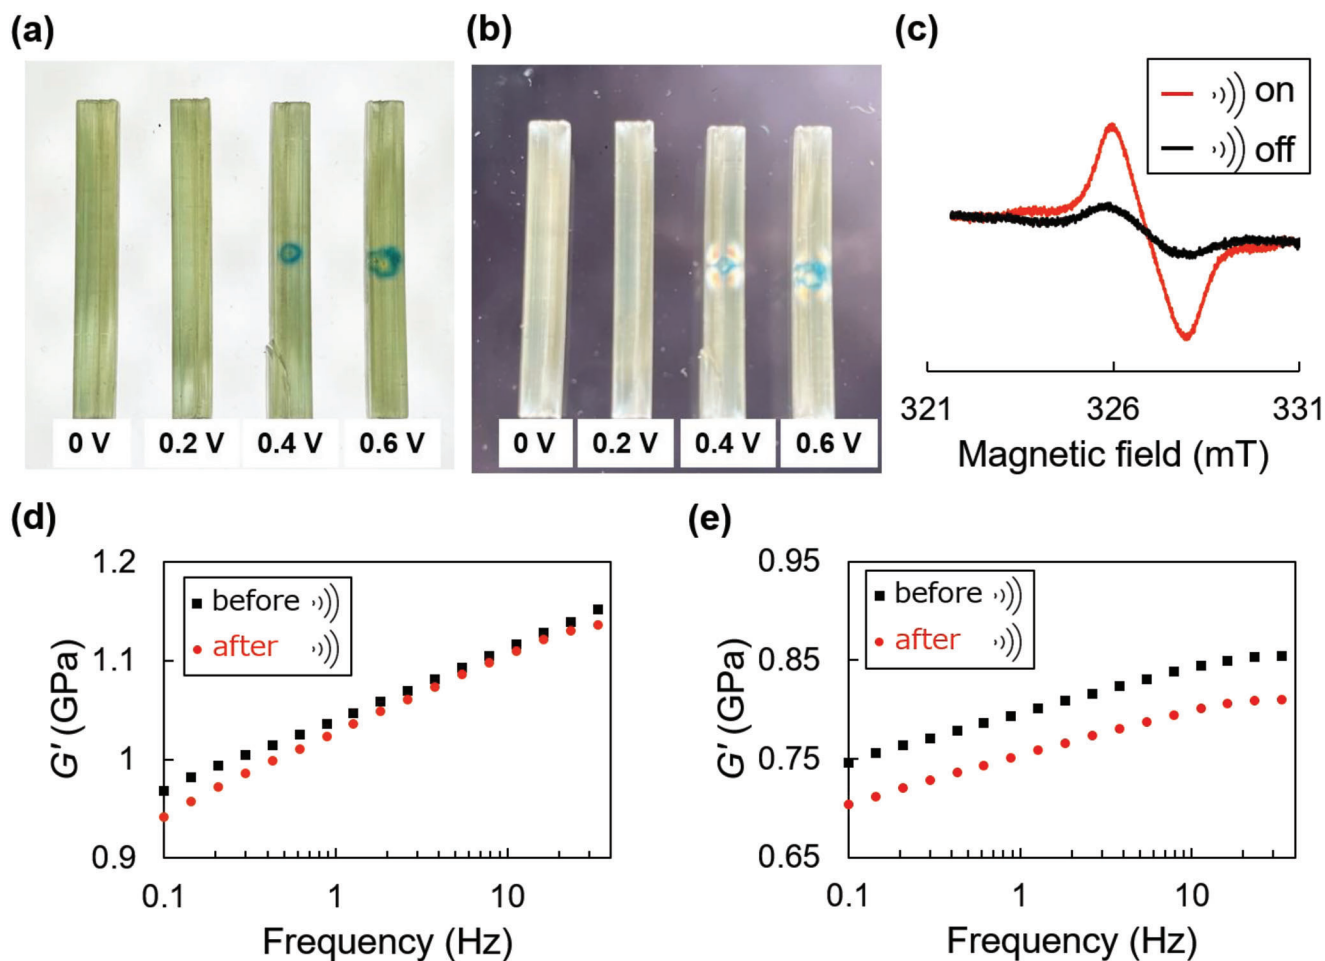 (a)
(b)
(c)
0 V 0.2 V 0.4 V 0.6 V
0 V 0.2 V 0.4 V 0.6 V
on
off
321 326 331
Magnetic field (mT)
(d)
1.2
1.1
1
0.9
G' (GPa)
before
after
0.1 1 10
Frequency (Hz)
(e)
0.95
0.85
0.75
0.65
G' (GPa)
before
after
0.1 1 10
Frequency (Hz)